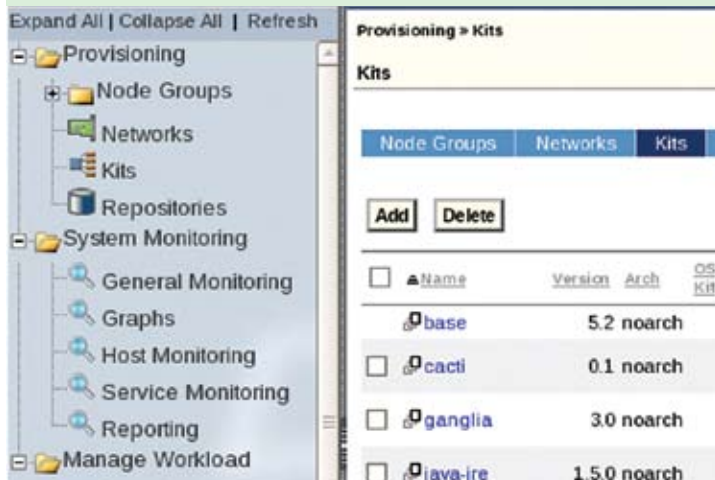 Expand All | Collapse All | Refresh
Provisioning
Node Groups
Networks
Kits
Repositories
System Monitoring
General Monitoring
Graphs
Host Monitoring
Service Monitoring
Reporting
Manage Workload
Provisioning > Kits
Kits
Node Groups Networks Kits
Add Delete
Name Version Arch OS Kit
base 5.2 noarch
cacti 0.1 noarch
ganglia 3.0 noarch
java-jre 1.5.0 noarch